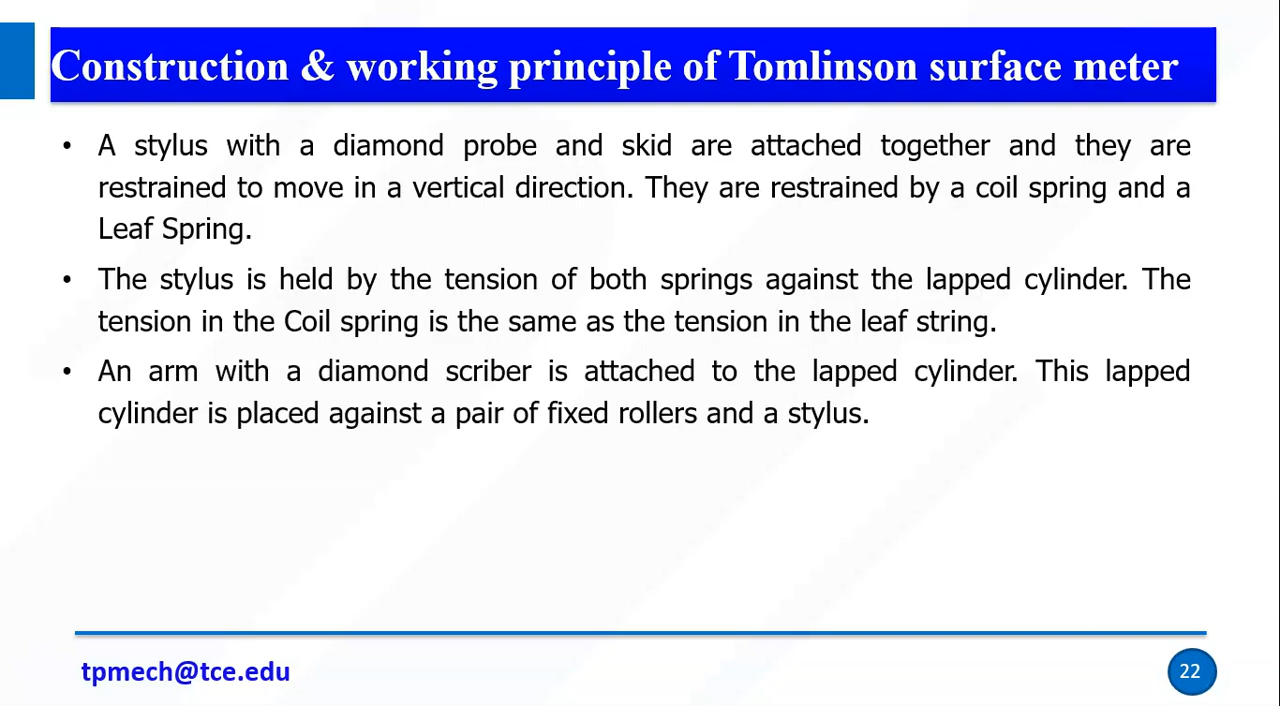 Construction & working principle of Tomlinson surface meter
• A stylus with a diamond probe and skid are attached together and they are
restrained to move in a vertical direction. They are restrained by a coil spring and a
Leaf Spring.
• The stylus is held by the tension of both springs against the lapped cylinder. The
tension in the Coil spring is the same as the tension in the leaf string.
• An arm with a diamond scriber is attached to the lapped cylinder. This lapped
cylinder is placed against a pair of fixed rollers and a stylus.
tpmech@tce.edu
22